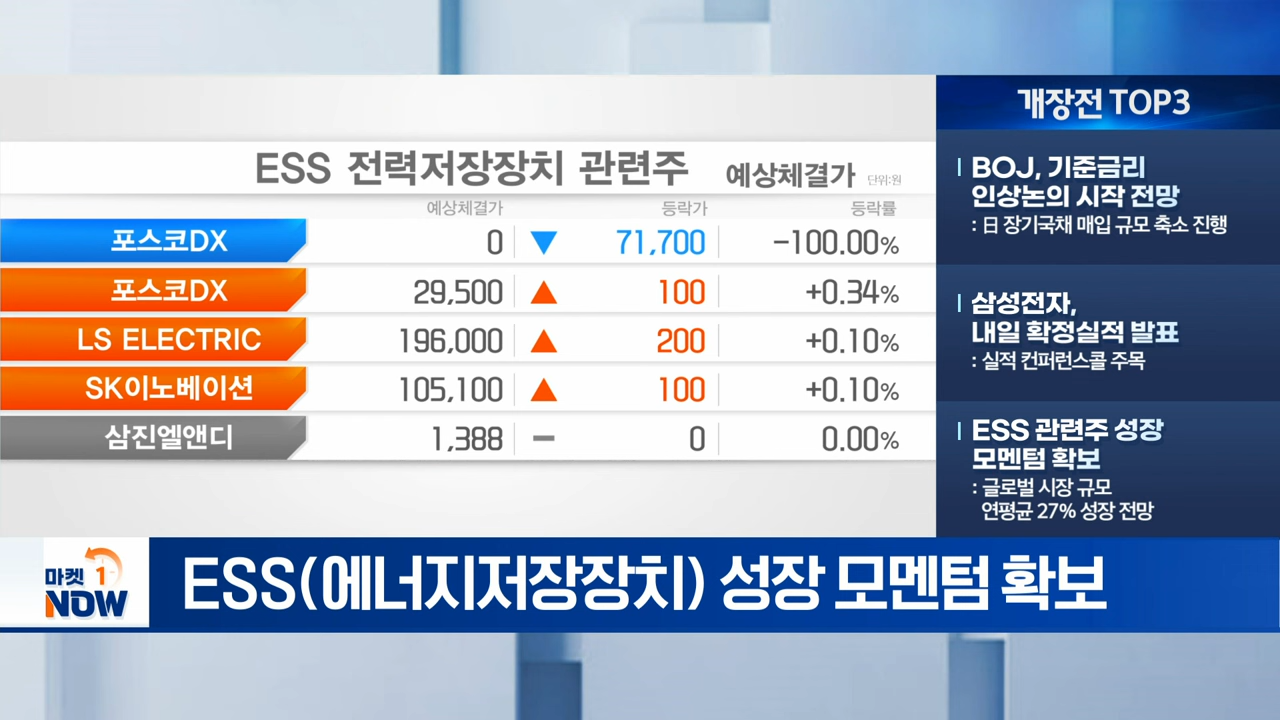 ESS 전력저장장치 관련주 예상체결가 단위:원
예상체결가 등락가 등락률
포스코DX 0 ▼ 71,700 -100.00%
포스코DX 29,500 ▲ 100 +0.34%
LS ELECTRIC 196,000 ▲ 200 +0.10%
SK이노베이션 105,100 ▲ 100 +0.10%
삼진엘앤디 1,388 - 0 0.00%
개장전 TOP3
BOJ, 기준금리
인상논의 시작 전망
: 日 장기국채 매입 규모 축소 진행
삼성전자,
내일 확정실적 발표
: 실적 컨퍼런스콜 주목
ESS 관련주 성장
모멘텀 확보
: 글로벌 시장 규모
연평균 27% 성장 전망
마켓 1
NOW
ESS(에너지저장장치) 성장 모멘텀 확보